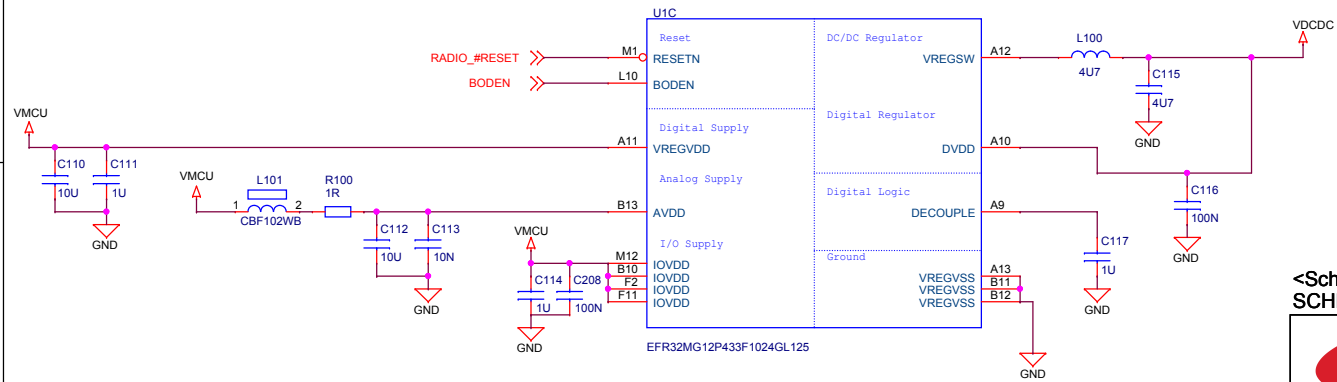 U1C
VDCDC
Reset
DC/DC Regulator
L100
RADIO_#RESET
M1
RESETN
VREGSW
A12
4U7
C115
4U7
BODEN
L10
BODEN
GND
VMCU
Digital Supply
Digital Regulator
A11
VREGVDD
DVDD
A10
C110
10U
C111
1U
VMCU
L101
R100
1R
Analog Supply
Digital Logic
C116
100N
1
2
CBF102WB
B13
AVDD
DECOUPLE
A9
GND
C112
10U
C113
10N
VMCU
I/O Supply
Ground
C117
1U
GND
M12
IOVDD
B10
IOVDD
F2
IOVDD
F11
IOVDD
VREGVSS
A13
VREGVSS
B11
VREGVSS
B12
C114
1U
C208
100N
GND
GND
GND
EFR32MG12P433F1024GL125
GND
<Sch